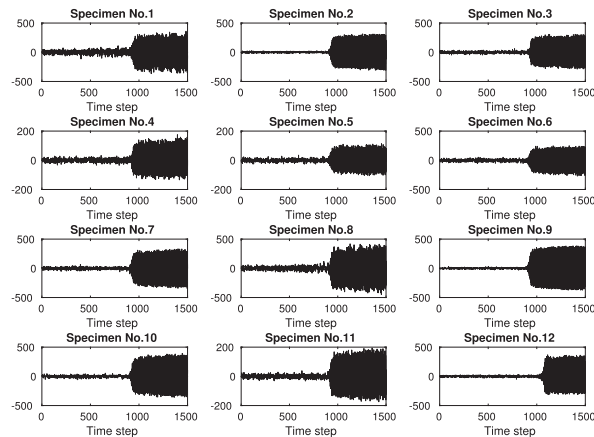 Specimen No.1
500
0
-500
0 500 1000 1500
Time step
Specimen No.2
500
0
-500
0 500 1000 1500
Time step
Specimen No.3
500
0
-500
0 500 1000 1500
Time step
Specimen No.4
200
0
-200
0 500 1000 1500
Time step
Specimen No.5
200
0
-200
0 500 1000 1500
Time step
Specimen No.6
500
0
-500
0 500 1000 1500
Time step
Specimen No.7
500
0
-500
0 500 1000 1500
Time step
Specimen No.8
500
0
-500
0 500 1000 1500
Time step
Specimen No.9
500
0
-500
0 500 1000 1500
Time step
Specimen No.10
500
0
-500
0 500 1000 1500
Time step
Specimen No.11
200
0
-200
0 500 1000 1500
Time step
Specimen No.12
500
0
-500
0 500 1000 1500
Time step